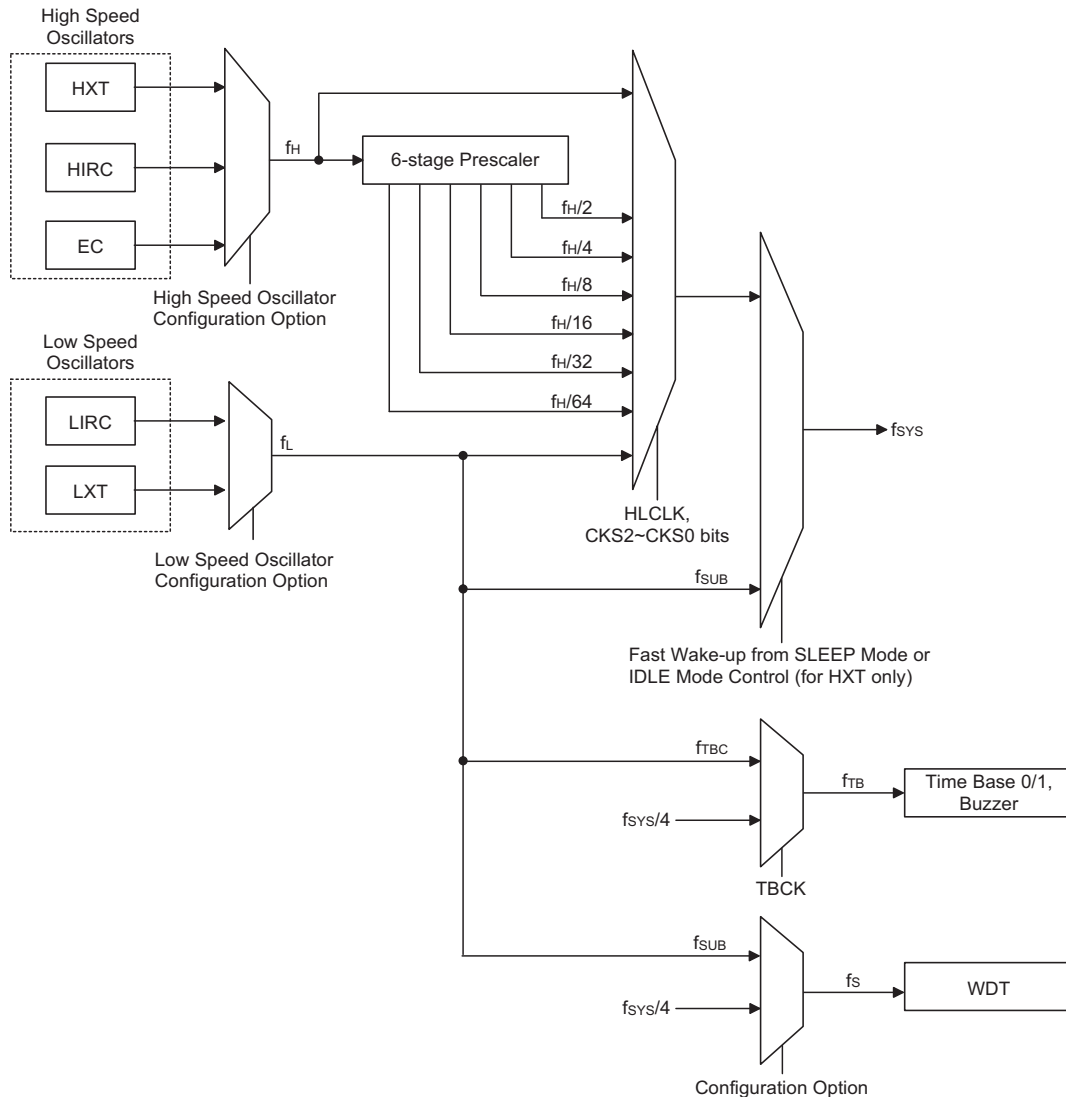 High Speed
Oscillators
HXT
HIRC
EC
fH
6-stage Prescaler
fH/2
fH/4
fH/8
fH/16
fH/32
fH/64
High Speed Oscillator
Configuration Option
Low Speed
Oscillators
LIRC
LXT
fL
Low Speed Oscillator
Configuration Option
HLCLK,
CKS2~CKS0 bits
fSYS
fSUB
Fast Wake-up from SLEEP Mode or
IDLE Mode Control (for HXT only)
fTBC
fSYS/4
fTB
Time Base 0/1,
Buzzer
TBCK
fSUB
fSYS/4
fS
WDT
Configuration Option